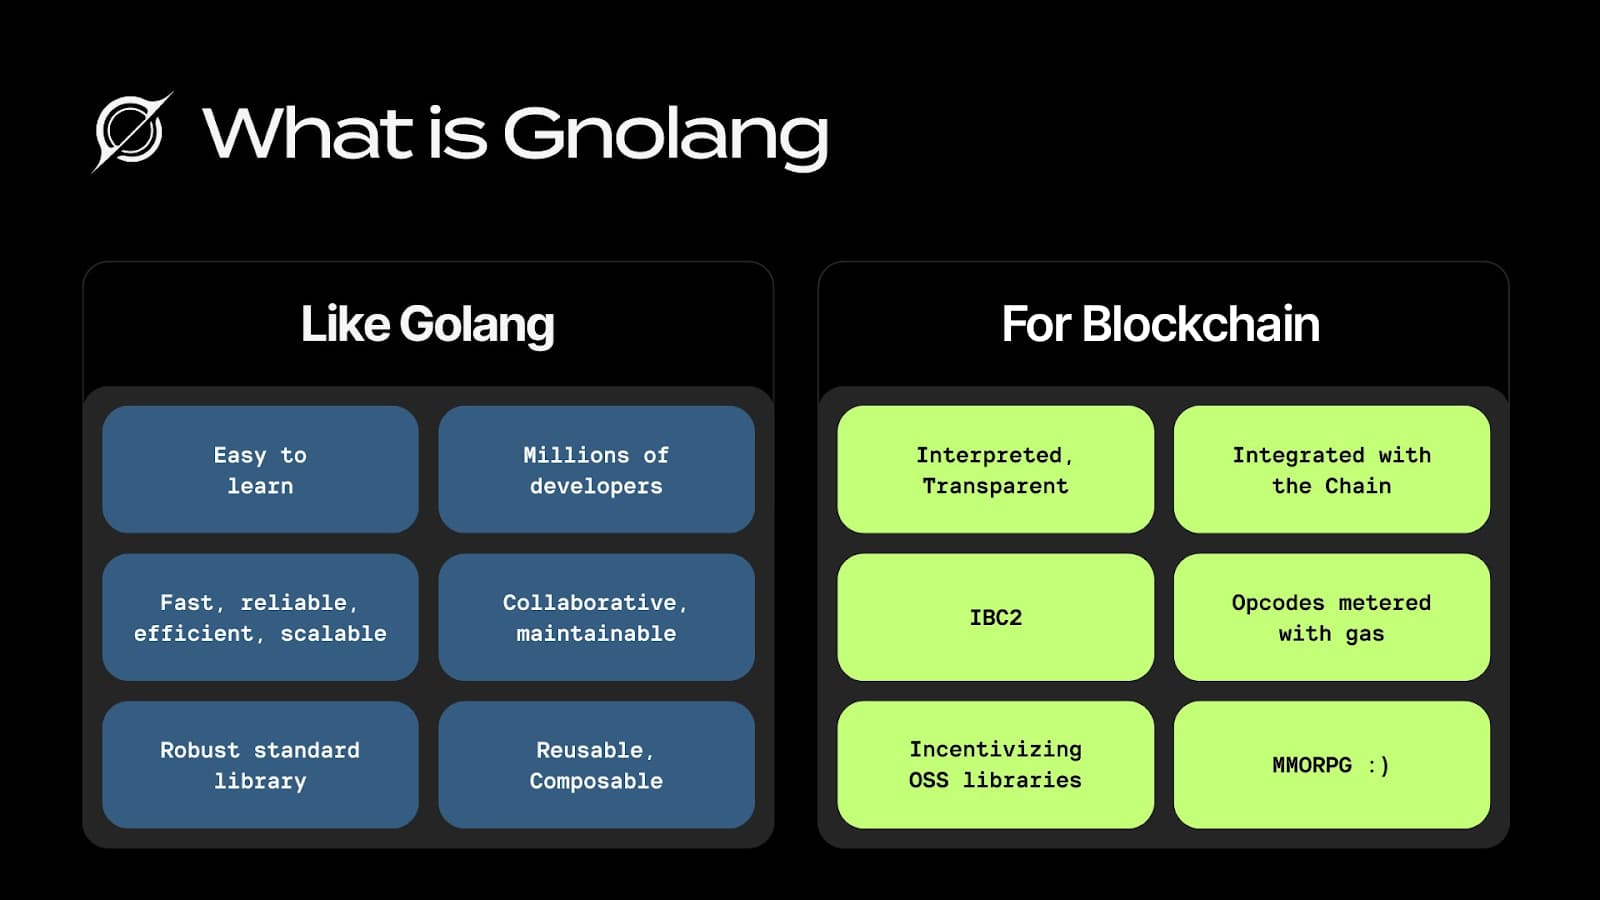 What is Gnolang
Like Golang
Easy to
learn
Millions of
developers
Fast, reliable,
efficient, scalable
Collaborative,
maintainable
Robust standard
library
Reusable,
Composable
For Blockchain
Interpreted,
Transparent
Integrated with
the Chain
IBC2
Opcodes metered
with gas
Incentivizing
OSS libraries
MMORPG :)